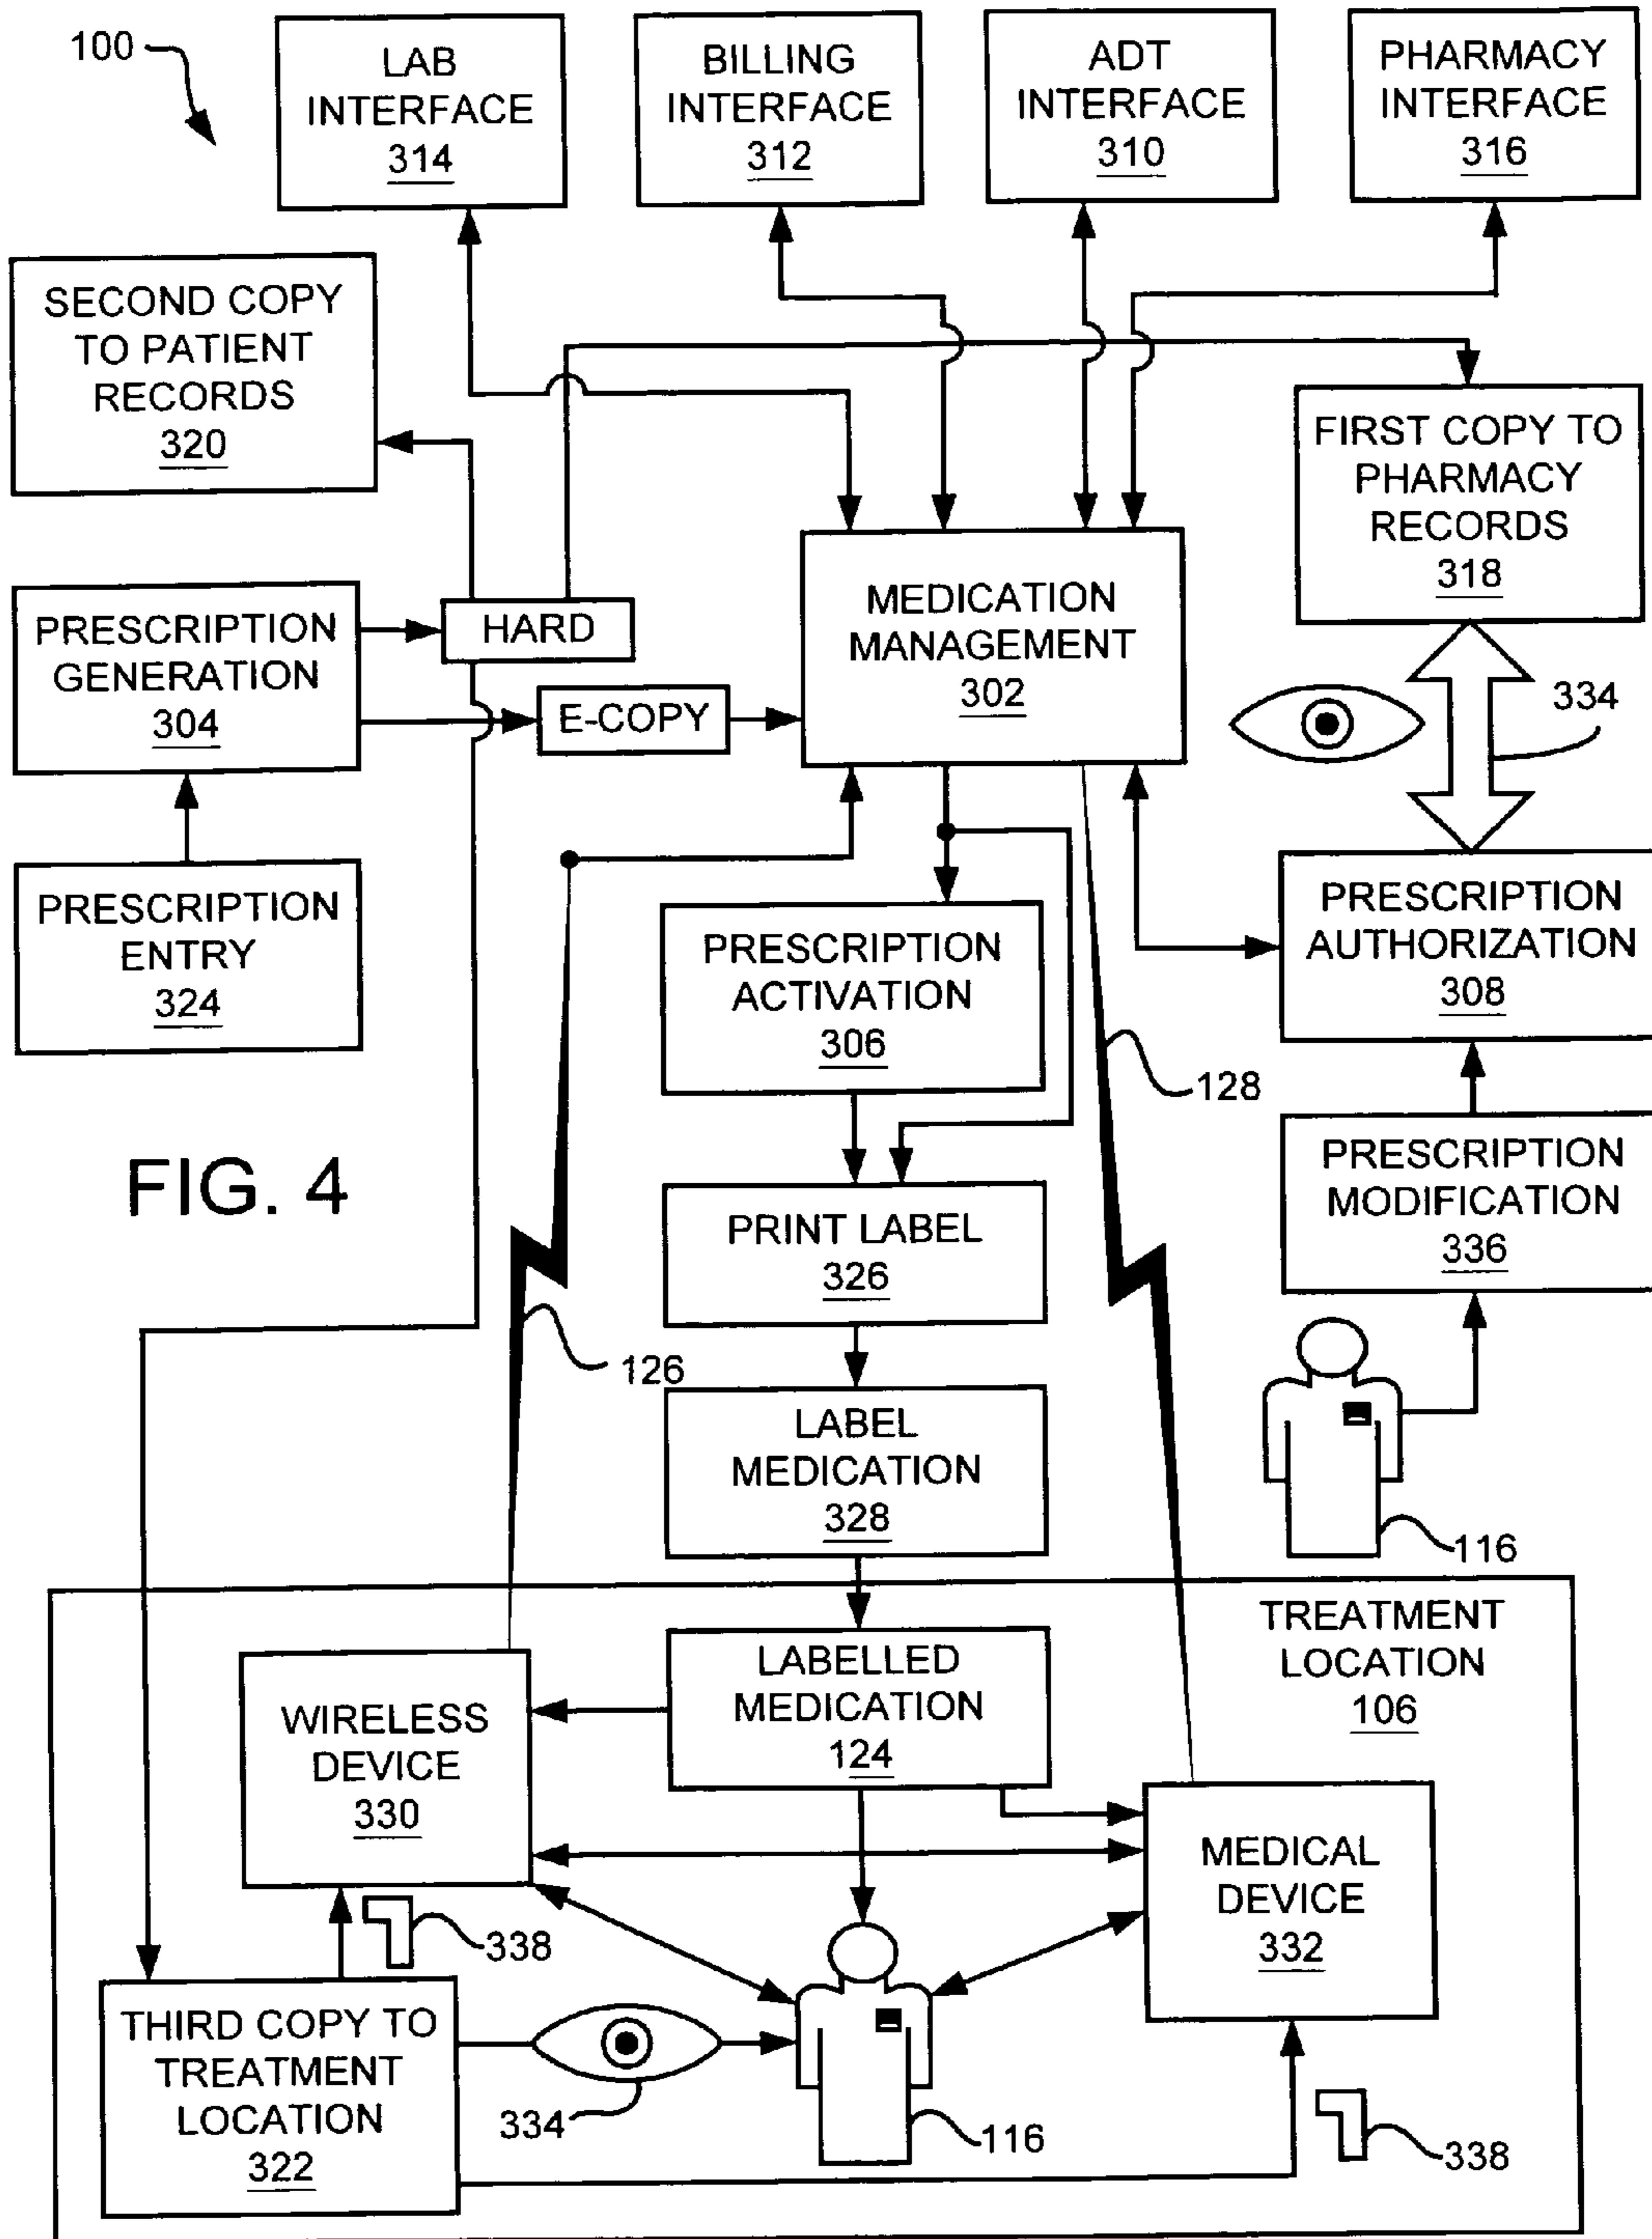 100
LAB
INTERFACE
314
BILLING
INTERFACE
312
ADT
INTERFACE
310
PHARMACY
INTERFACE
316
SECOND COPY
TO PATIENT
RECORDS
320
FIRST COPY TO
PHARMACY
RECORDS
318
MEDICATION
MANAGEMENT
302
PRESCRIPTION
GENERATION
304
HARD
E-COPY
334
PRESCRIPTION
ENTRY
324
PRESCRIPTION
ACTIVATION
306
PRESCRIPTION
AUTHORIZATION
308
128
FIG. 4
PRESCRIPTION
MODIFICATION
336
PRINT LABEL
326
126
LABEL
MEDICATION
328
116
TREATMENT
LOCATION
106
LABELLED
MEDICATION
124
WIRELESS
DEVICE
330
MEDICAL
DEVICE
332
338
THIRD COPY TO
TREATMENT
LOCATION
322
334
116
338